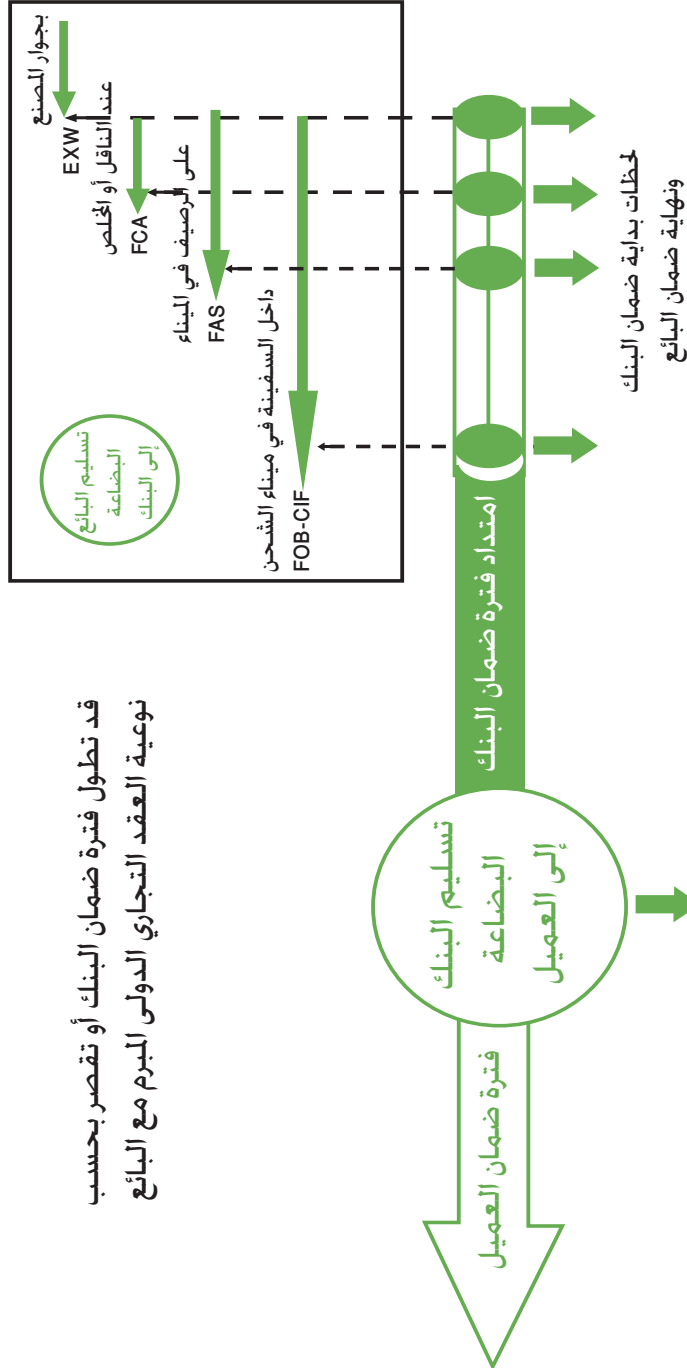 قد تطول فترة ضمان البنك أو تقصر بحسب
نوعية العقد التجاري الدولى المبرم مع البائع
بجوار المصنع
EXW
عند الناقل أو المخلص
FCA
على الرصيف في الميناء
FAS
داخل السفينة في ميناء الشحن
FOB-CIF
تسليم البائع
البضاعة
إلى البنك
امتداد فترة ضمان البنك
تسليم البنك
البضاعة
إلى العميل
فترة ضمان العميل
لحظات بداية ضمان البنك
ونهاية ضمان البائع